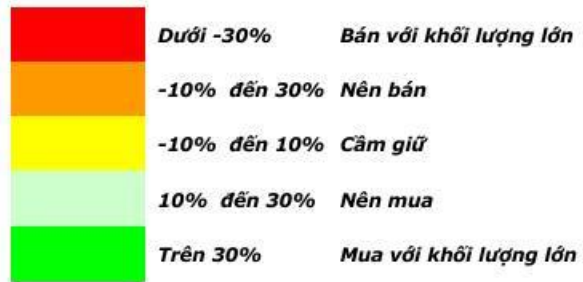 Dưới -30% Bán với khối lượng lớn
-10% đến 30% Nên bán
-10% đến 10% Cầm giữ
10% đến 30% Nên mua
Trên 30% Mua với khối lượng lớn